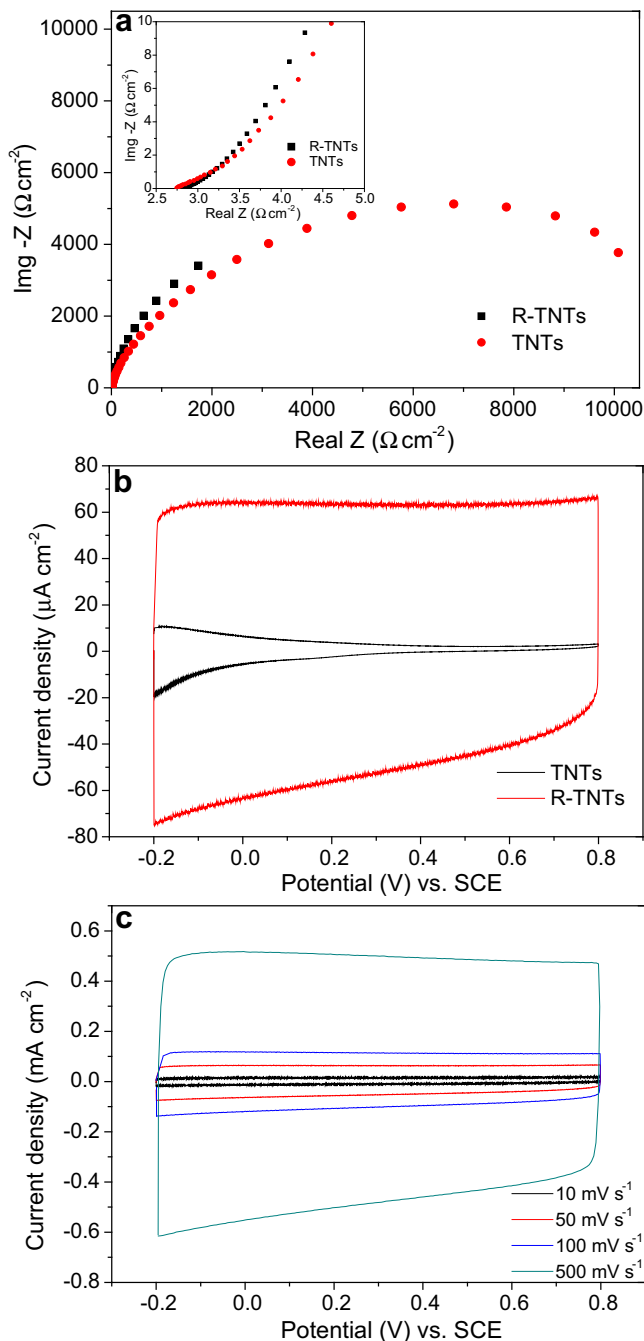 a
10000
8000
6000
4000
2000
0
Img -Z (Ω cm⁻²)
10
8
6
4
2
0
Img -Z (Ω cm⁻²)
R-TNTs
TNTs
2.5 3.0 3.5 4.0 4.5 5.0
Real Z (Ω cm⁻²)
R-TNTs
TNTs
0 2000 4000 6000 8000 10000
Real Z (Ω cm⁻²)
b
80
60
40
20
0
-20
-40
-60
-80
Current density (μA cm⁻²)
TNTs
R-TNTs
-0.2 0.0 0.2 0.4 0.6 0.8
Potential (V) vs. SCE
c
0.6
0.4
0.2
0.0
-0.2
-0.4
-0.6
-0.8
Current density (mA cm⁻²)
10 mV s⁻¹
50 mV s⁻¹
100 mV s⁻¹
500 mV s⁻¹
-0.2 0.0 0.2 0.4 0.6 0.8
Potential (V) vs. SCE